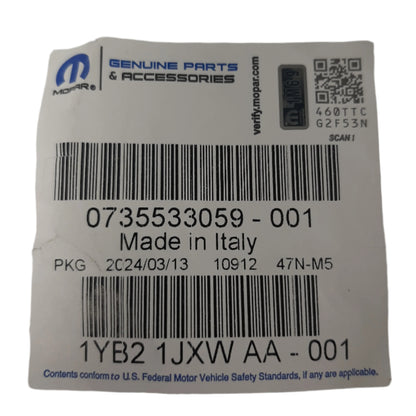 MOPAR®
GENUINE PARTS
& ACCESSORIES
verify.mopar.com
460TTC
G2F53N
SCAN!
0735533059 - 001
Made in Italy
PKG 2024/03/13 10912 47N-M5
1YB2 1JXW AA - 001
Contents conform to U.S. Federal Motor Vehicle Safety Standards, if any are applicable.